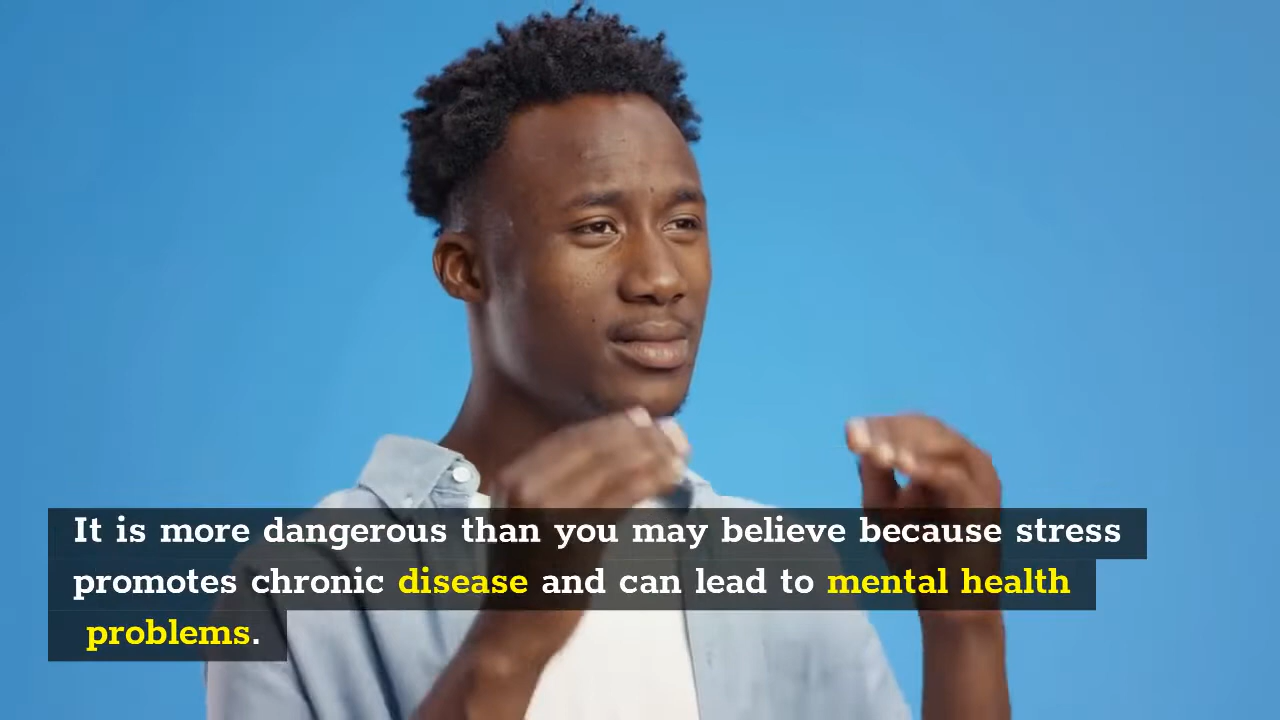 It is more dangerous than you may believe because stress
promotes chronic disease and can lead to mental health
problems.